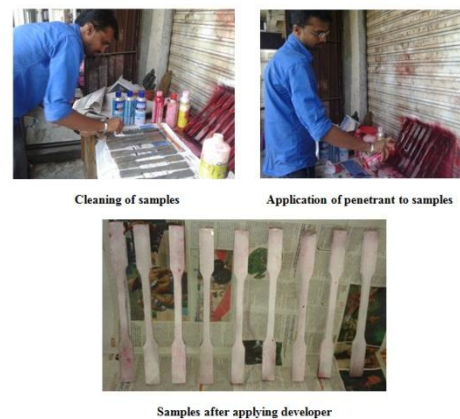 Cleaning of samples
Application of penetrant to samples
Samples after applying developer